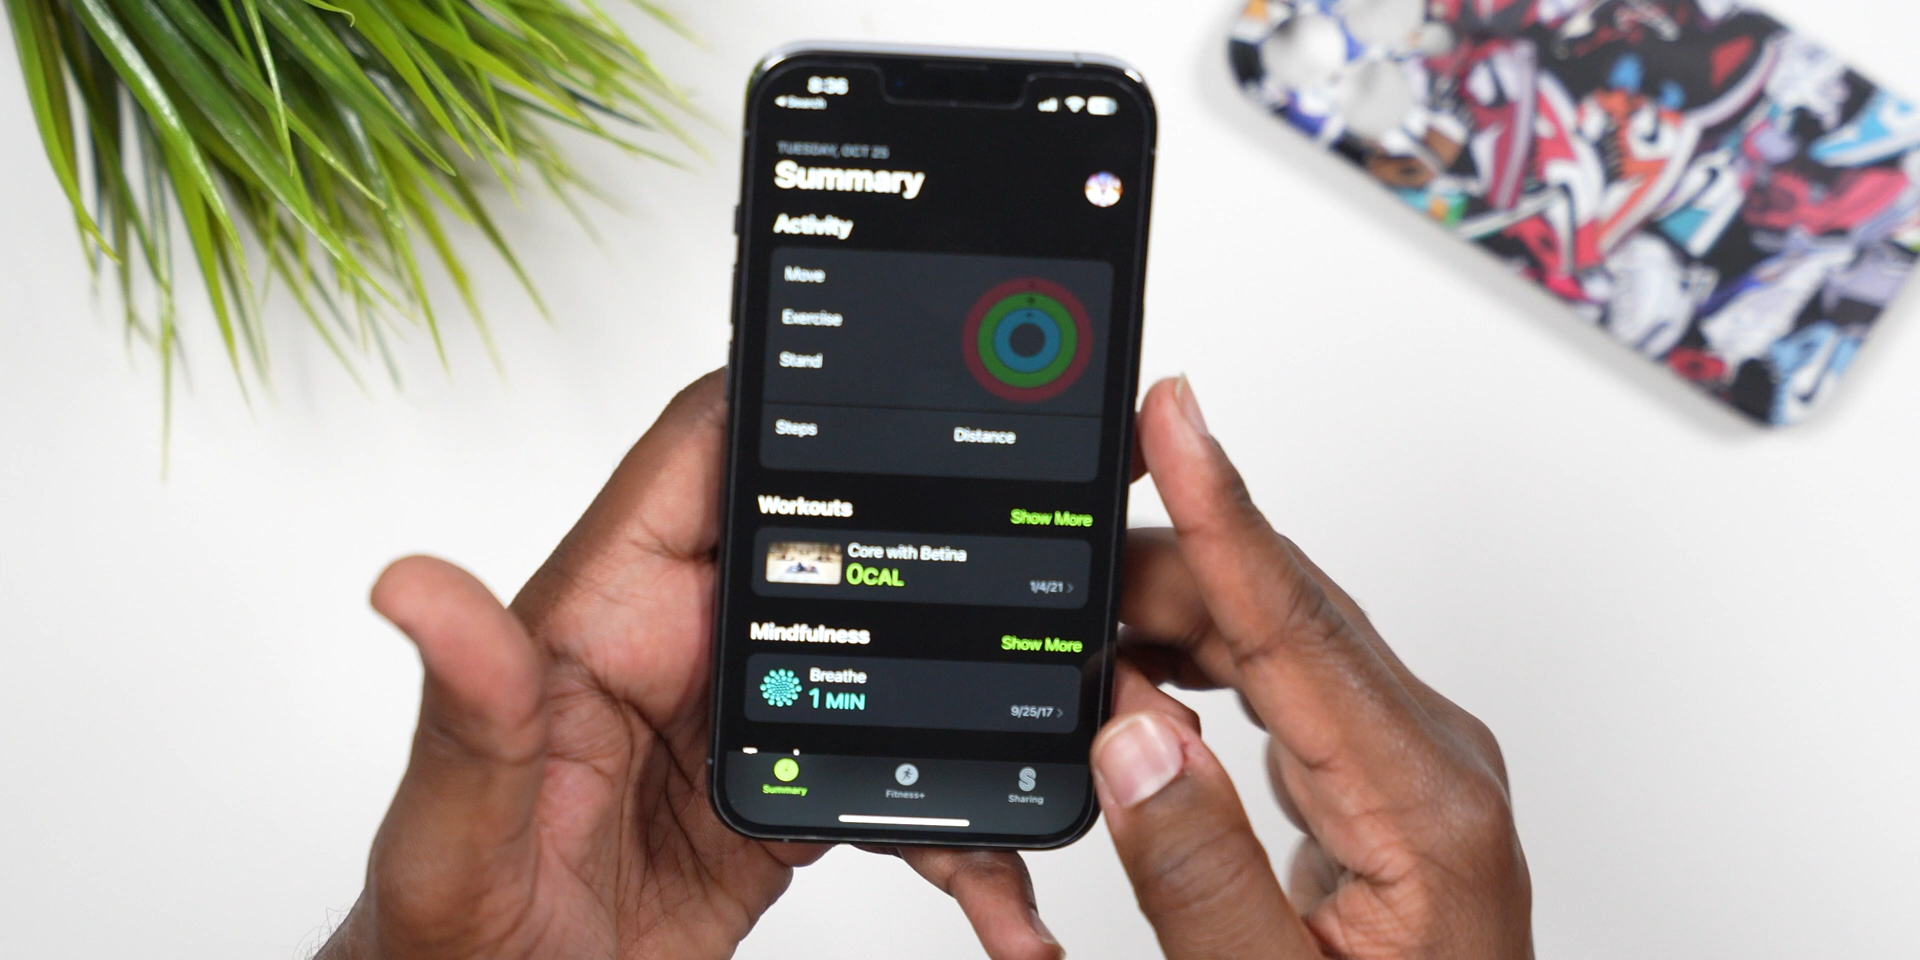 8:36
Search
TUESDAY, OCT 25
Summary
Activity
Move
Exercise
Stand
Steps Distance
Workouts Show More
Core with Betina
0CAL
1/4/21
Mindfulness Show More
Breathe
1 MIN
9/25/17
Summary Fitness+ Sharing